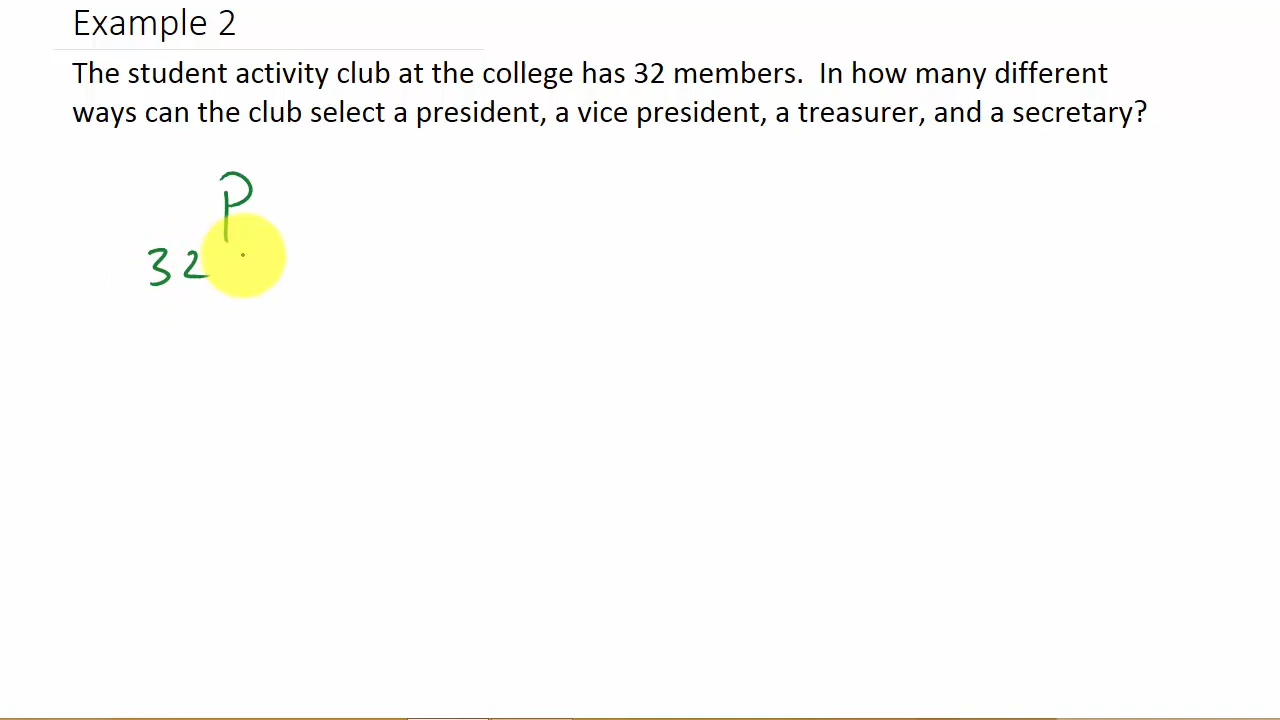 Example 2
The student activity club at the college has 32 members.  In how many different
ways can the club select a president, a vice president, a treasurer, and a secretary?
P
32